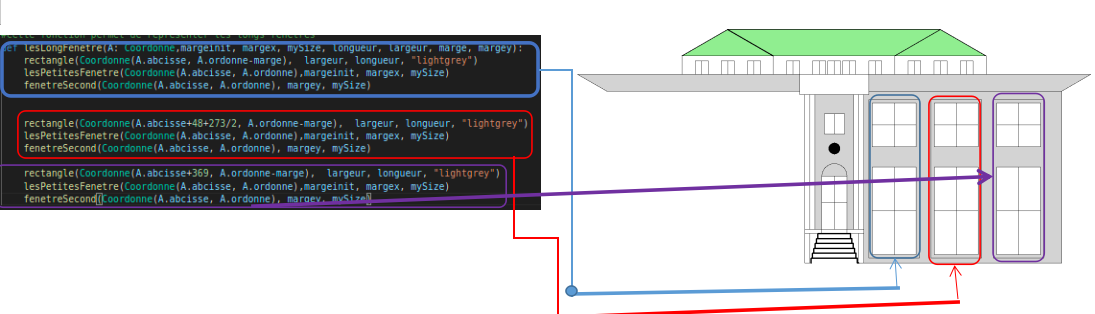 #cette fonction permet de représenter les longs fenetres
def lesLongFenetre(A: Coordonne,margeinit, margex, mySize, longueur, largeur, marge, margey):
rectangle(Coordonne(A.abcisse, A.ordonne-marge),  largeur, longueur, "lightgrey")
lesPetitesFenetre(Coordonne(A.abcisse, A.ordonne),margeinit, margex, mySize)
fenetreSecond(Coordonne(A.abcisse, A.ordonne), margey, mySize)
rectangle(Coordonne(A.abcisse+48+273/2, A.ordonne-marge),  largeur, longueur, "lightgrey")
lesPetitesFenetre(Coordonne(A.abcisse, A.ordonne),margeinit, margex, mySize)
fenetreSecond(Coordonne(A.abcisse, A.ordonne), margey, mySize)
rectangle(Coordonne(A.abcisse+369, A.ordonne-marge),  largeur, longueur, "lightgrey")
lesPetitesFenetre(Coordonne(A.abcisse, A.ordonne),margeinit, margex, mySize)
fenetreSecond(Coordonne(A.abcisse, A.ordonne), margey, mySize)